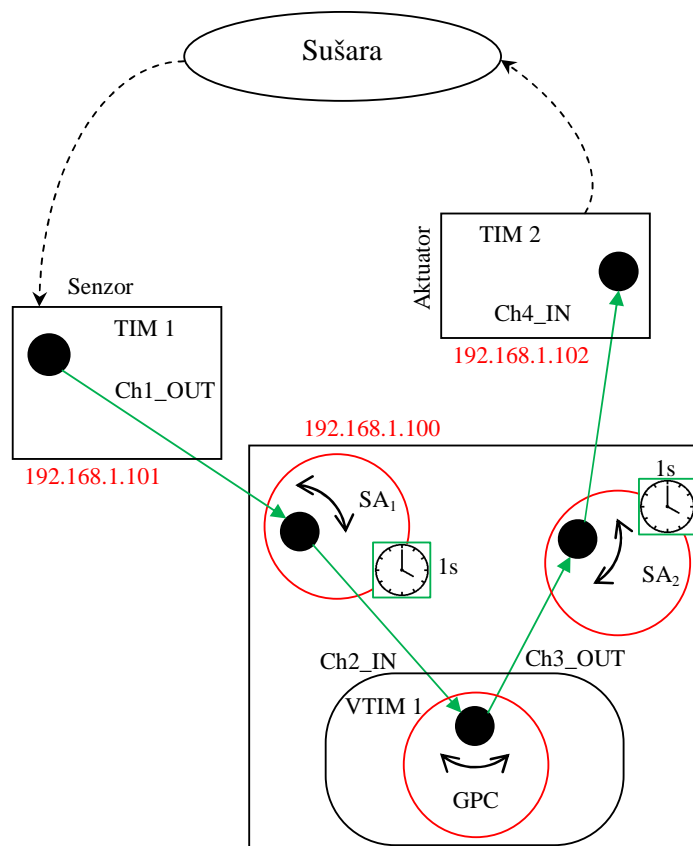 Sušara
Aktuator
TIM 2
Ch4_IN
192.168.1.102
Senzor
TIM 1
Ch1_OUT
192.168.1.101
192.168.1.100
SA1
1s
1s
SA2
Ch2_IN
Ch3_OUT
VTIM 1
GPC